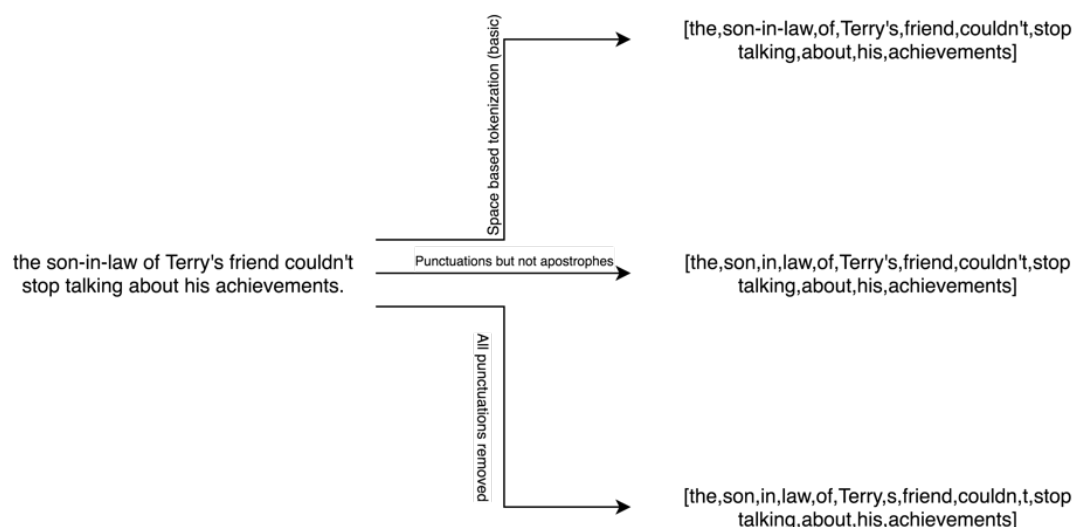 the son-in-law of Terry's friend couldn't
stop talking about his achievements.
Space based tokenization (basic)
[the,son-in-law,of,Terry's,friend,couldn't,stop
talking,about,his,achievements]
Punctuations but not apostrophes
[the,son,in,law,of,Terry's,friend,couldn't,stop
talking,about,his,achievements]
All punctuations removed
[the,son,in,law,of,Terry,s,friend,couldn,t,stop
talking,about,his,achievements]